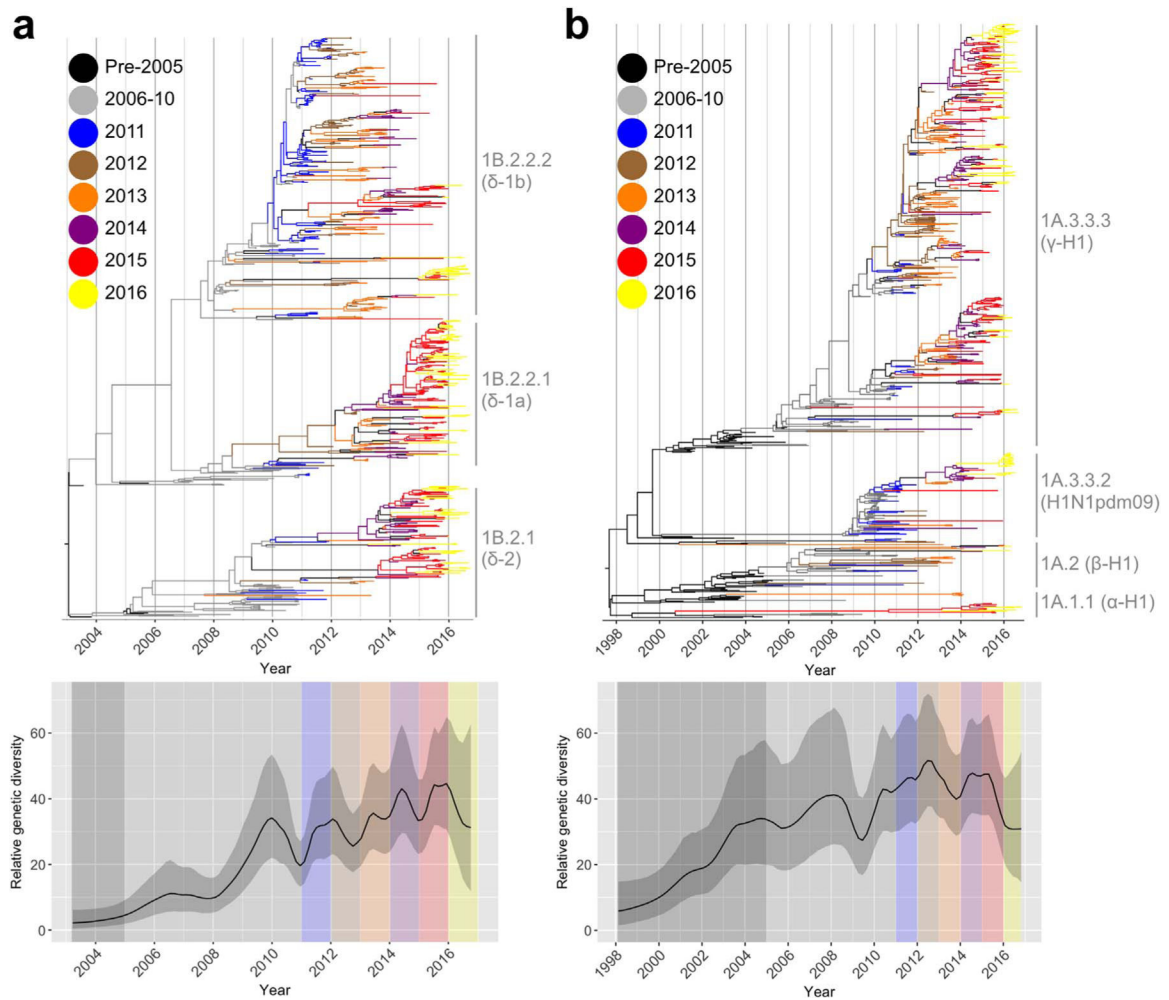 a
Pre-2005
2006-10
2011
2012
2013
2014
2015
2016
1B.2.2.2
(δ-1b)
1B.2.2.1
(δ-1a)
1B.2.1
(δ-2)
2004
2006
2008
2010
2012
2014
2016
Year
Relative genetic diversity
60
40
20
0
2004
2006
2008
2010
2012
2014
2016
Year
b
Pre-2005
2006-10
2011
2012
2013
2014
2015
2016
1A.3.3.3
(γ-H1)
1A.3.3.2
(H1N1pdm09)
1A.2 (β-H1)
1A.1.1 (α-H1)
1998
2000
2002
2004
2006
2008
2010
2012
2014
2016
Year
Relative genetic diversity
60
40
20
0
1998
2000
2002
2004
2006
2008
2010
2012
2014
2016
Year